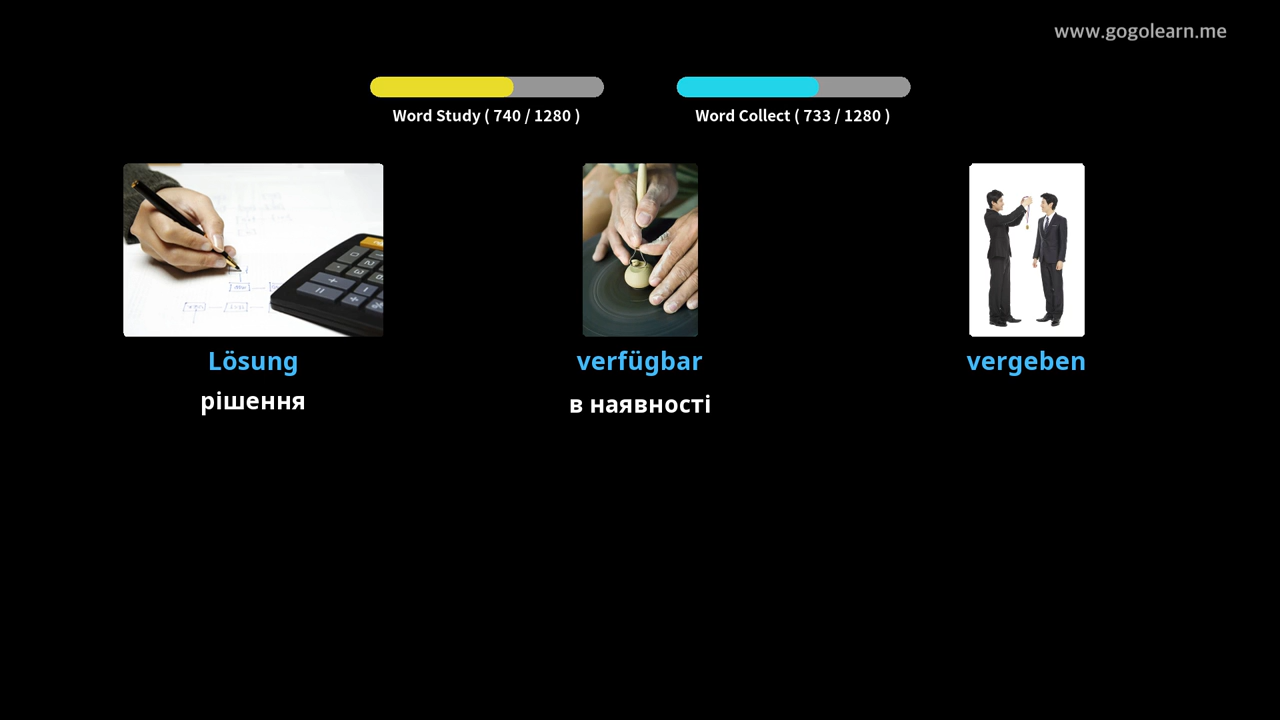 www.gogolearn.me
Word Study ( 740 / 1280 )
Word Collect ( 733 / 1280 )
Lösung
verfügbar
vergeben
рішення
в наявності